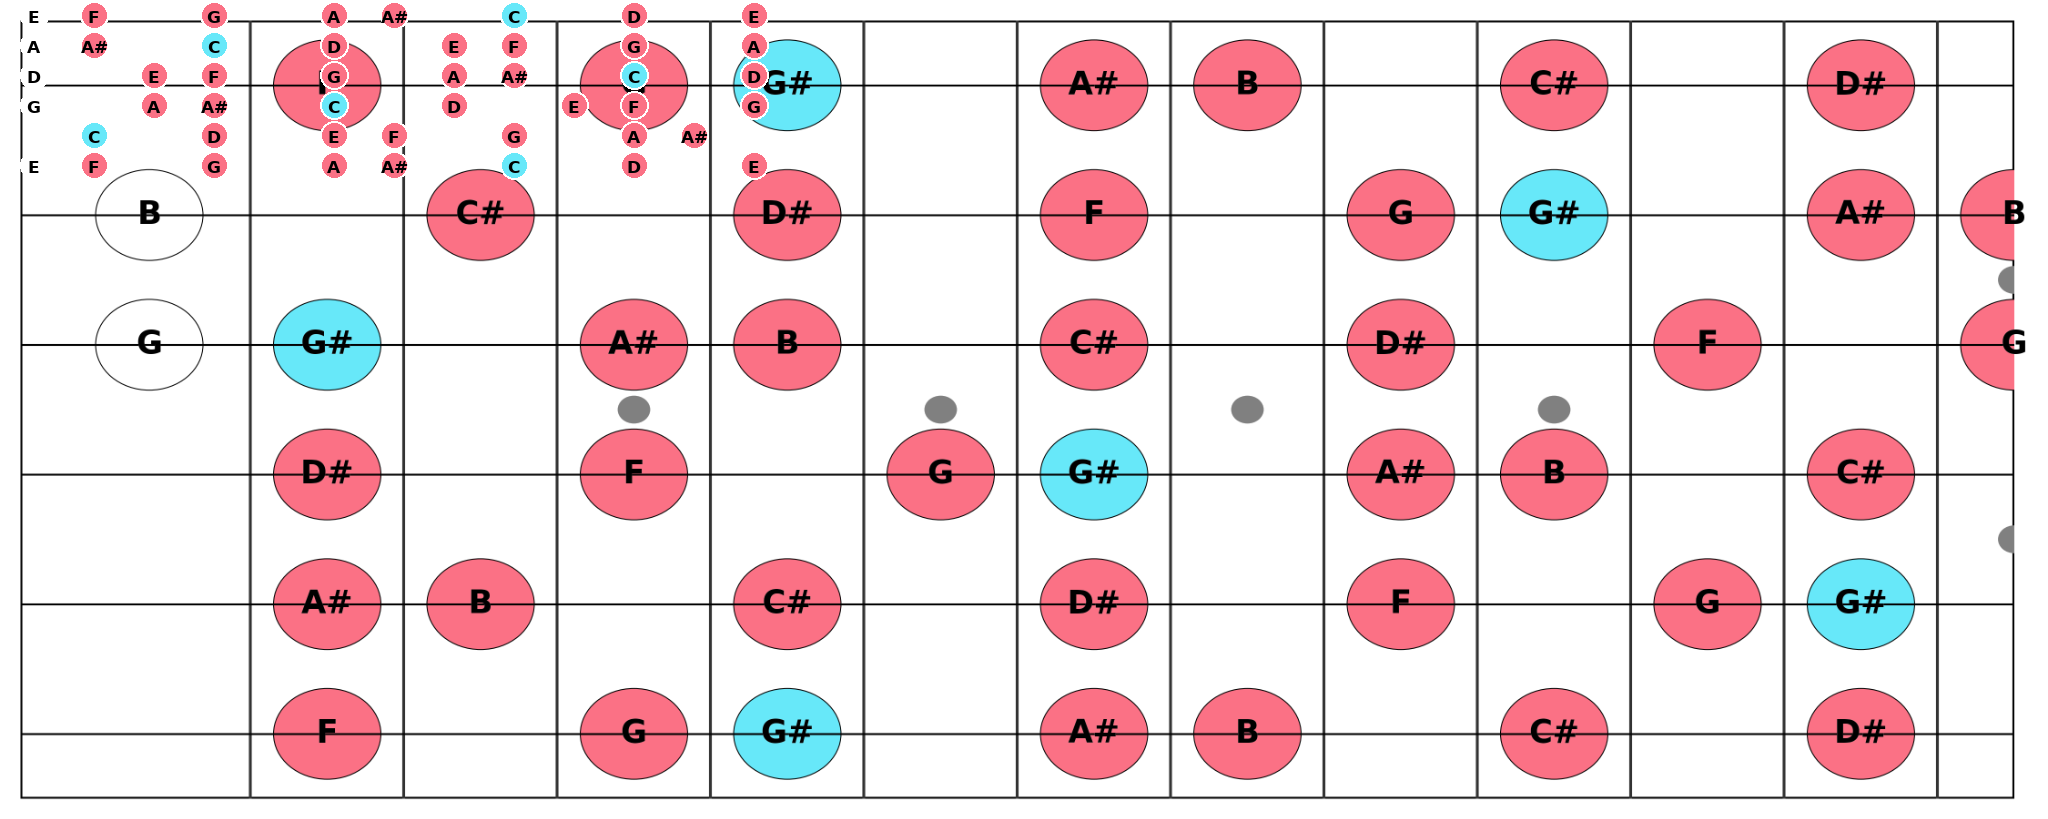 E F G A A# C D E
A A# C D E F G A
D E F G A A# C D
G A A# C D E F G
C D E F G A A#
E F G A A# C D E
G# A# B C# D#
B C# D# F G G# A# B
G G# A# B C# D# F G
D# F G G# A# B C#
A# B C# D# F G G#
F G G# A# B C# D#